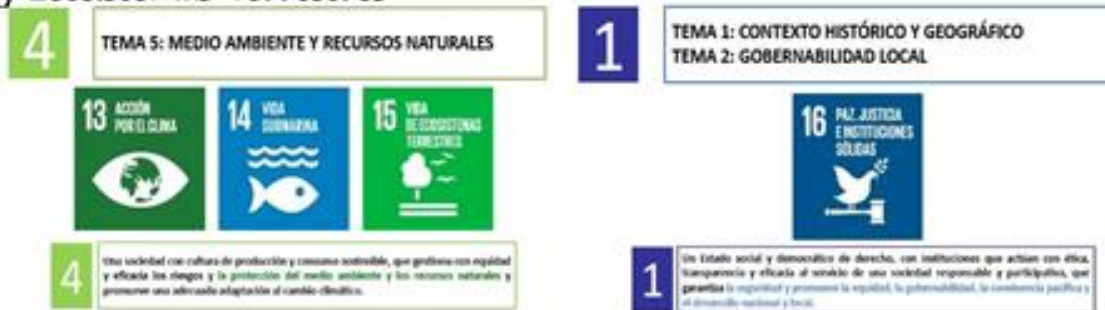 4
TEMA 5: MEDIO AMBIENTE Y RECURSOS NATURALES
13 ACCIÓN
POR EL CLIMA
14 VIDA
SUBMARINA
15 VIDA
DE ECOSISTEMAS
TERRESTRES
4
Una sociedad con cultura de producción y consumo sostenible, que gestiona con equidad
y eficacia los riesgos y la protección del medio ambiente y los recursos naturales y
promueve una adecuada adaptación al cambio climático.
1
TEMA 1: CONTEXTO HISTÓRICO Y GEOGRÁFICO
TEMA 2: GOBERNABILIDAD LOCAL
16 PAZ, JUSTICIA
E INSTITUCIONES
SÓLIDAS
1
Un Estado social y democrático de derecho, con instituciones que actúan con ética,
transparencia y eficacia al servicio de una sociedad responsable y participativa, que
garantiza la seguridad y promueve la equidad, la gobernabilidad, la convivencia pacífica y
el desarrollo nacional y local.